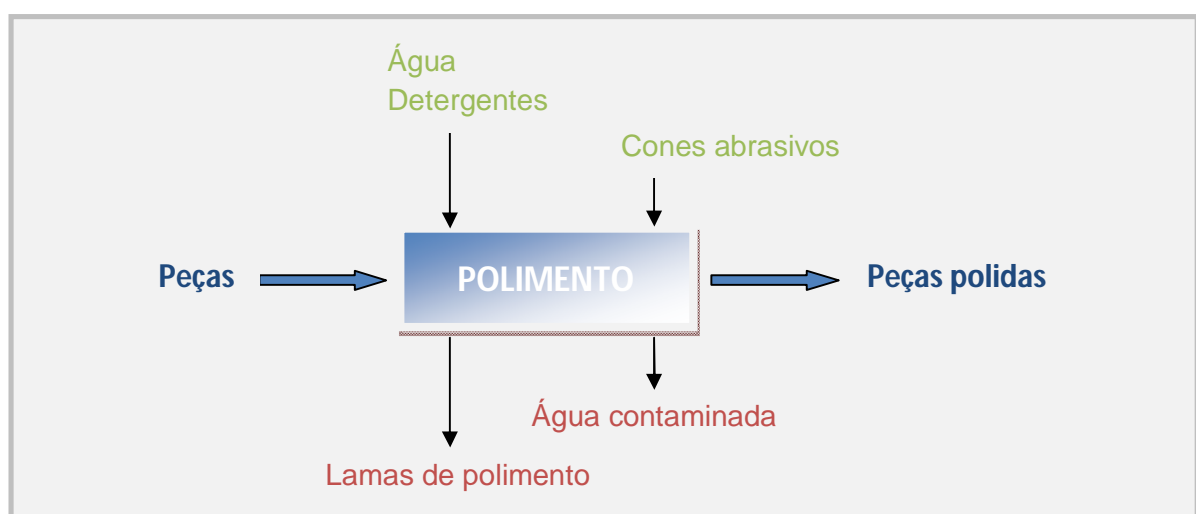 Água
Detergentes
Cones abrasivos
Peças
POLIMENTO
Peças polidas
Água contaminada
Lamas de polimento